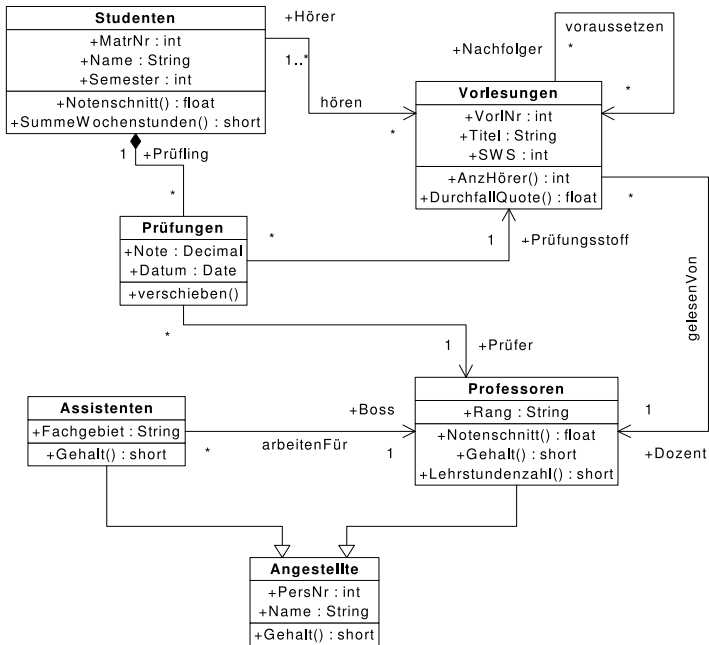 Studenten
+MatrNr : int
+Name : String
+Semester : int
+Notenschnitt() : float
+SummeWochenstunden() : short
+Hörer
1..*
hören
*
voraussetzen
+Nachfolger
*
*
Vorlesungen
+VorlNr : int
+Titel : String
+SWS : int
+AnzHörer() : int
+DurchfallQuote() : float
1
+Prüfling
*
Prüfungen
+Note : Decimal
+Datum : Date
+verschieben()
*
1
+Prüfungsstoff
*
gelesenVon
*
1
+Prüfer
Professoren
+Rang : String
+Notenschnitt() : float
+Gehalt() : short
+Lehrstundenzahl() : short
1
+Dozent
Assistenten
+Fachgebiet : String
+Gehalt() : short
+Boss
arbeitenFür
*
1
Angestellte
+PersNr : int
+Name : String
+Gehalt() : short